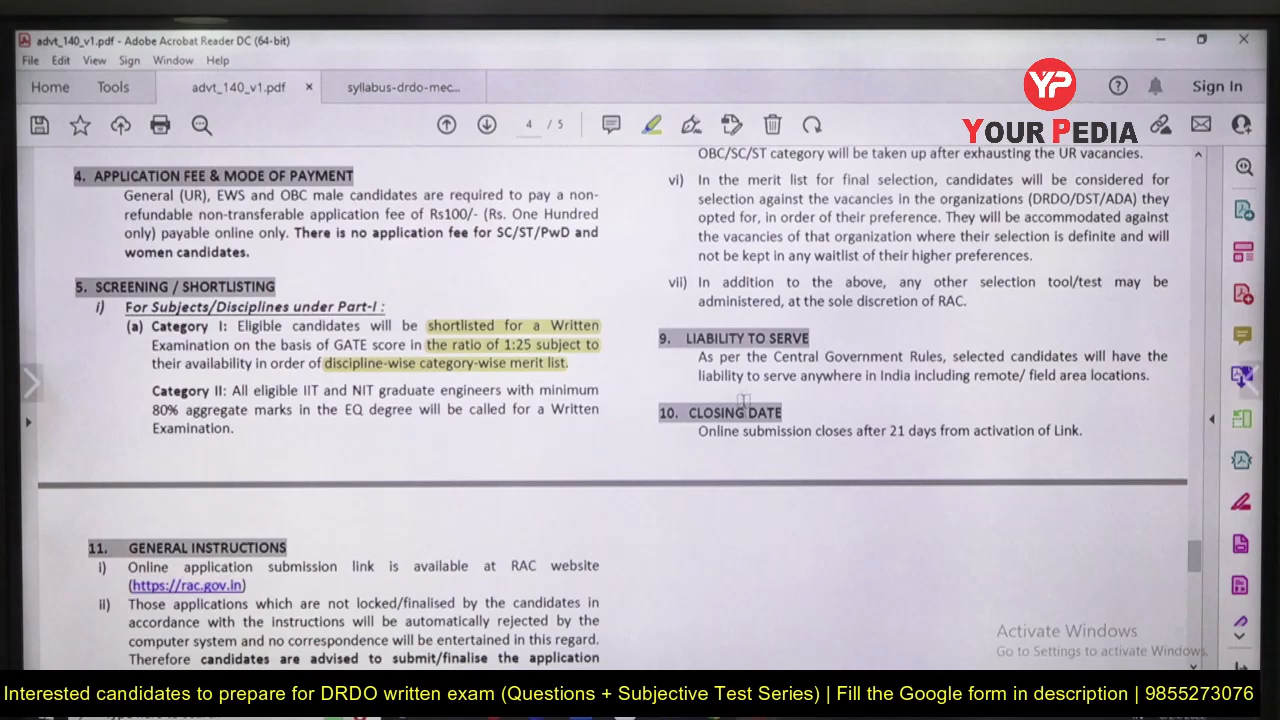 advt_140_v1.pdf - Adobe Acrobat Reader DC (64-bit)
File Edit View Sign Window Help
Home Tools advt_140_v1.pdf × syllabus-drdo-mec... Sign In
4 / 5
YP
YOUR PEDIA
4. APPLICATION FEE & MODE OF PAYMENT
General (UR), EWS and OBC male candidates are required to pay a non-
refundable non-transferable application fee of Rs100/- (Rs. One Hundred
only) payable online only. There is no application fee for SC/ST/PwD and
women candidates.
5. SCREENING / SHORTLISTING
i) For Subjects/Disciplines under Part-I :
(a) Category I: Eligible candidates will be shortlisted for a Written
Examination on the basis of GATE score in the ratio of 1:25 subject to
their availability in order of discipline-wise category-wise merit list.
Category II: All eligible IIT and NIT graduate engineers with minimum
80% aggregate marks in the EQ degree will be called for a Written
Examination.
OBC/SC/ST category will be taken up after exhausting the UR vacancies.
vi) In the merit list for final selection, candidates will be considered for
selection against the vacancies in the organizations (DRDO/DST/ADA) they
opted for, in order of their preference. They will be accommodated against
the vacancies of that organization where their selection is definite and will
not be kept in any waitlist of their higher preferences.
vii) In addition to the above, any other selection tool/test may be
administered, at the sole discretion of RAC.
9. LIABILITY TO SERVE
As per the Central Government Rules, selected candidates will have the
liability to serve anywhere in India including remote/ field area locations.
10. CLOSING DATE
Online submission closes after 21 days from activation of Link.
11. GENERAL INSTRUCTIONS
i) Online application submission link is available at RAC website
(https://rac.gov.in)
ii) Those applications which are not locked/finalised by the candidates in
accordance with the instructions will be automatically rejected by the
computer system and no correspondence will be entertained in this regard.
Therefore candidates are advised to submit/finalise the application
Activate Windows
Go to Settings to activate Windows.
Interested candidates to prepare for DRDO written exam (Questions + Subjective Test Series) | Fill the Google form in description | 9855273076